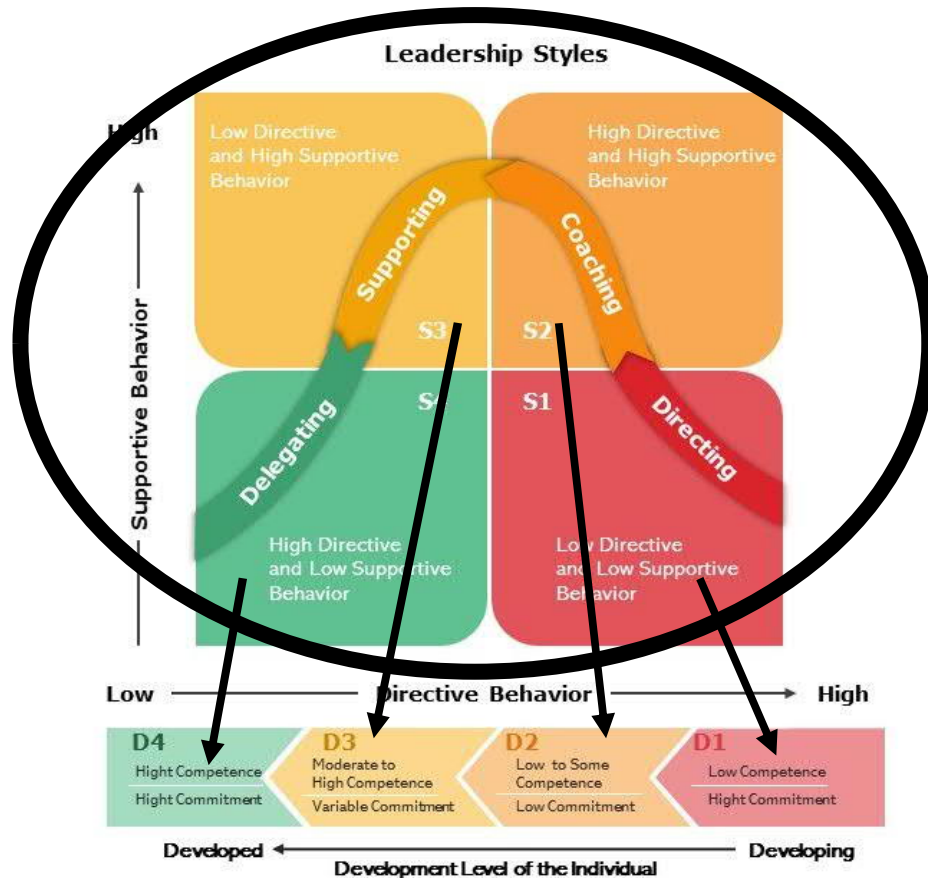 Leadership Styles
High
Low Directive
and High Supportive
Behavior
High Directive
and High Supportive
Behavior
Supporting
Coaching
S3
S2
Supportive Behavior
S4
S1
Delegating
Directing
High Directive
and Low Supportive
Behavior
Low Directive
and Low Supportive
Behavior
Low
Directive Behavior
High
D4
Hight Competence
Hight Commitment
D3
Moderate to
High Competence
Variable Commitment
D2
Low to Some
Competence
Low Commitment
D1
Low Competence
Hight Commitment
Developed
Developing
Development Level of the Individual